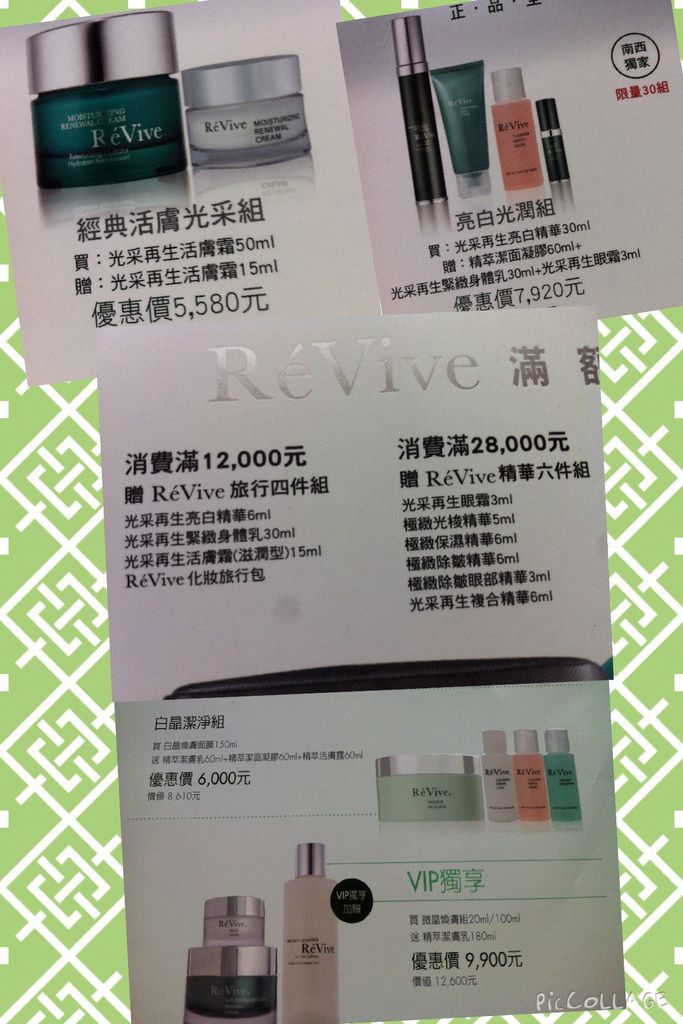 MOISTURIZING
RENEWAL CREAM
RéVive
RéVive
MOISTURIZING
RENEWAL
CREAM
經典活膚光采組
買：光采再生活膚霜50ml
贈：光采再生活膚霜15ml
優惠價5,580元
正·品·呈
南西
獨家
限量30組
RéVive
RéVive
亮白光潤組
買：光采再生亮白精華30ml
贈：精萃潔面凝膠60ml+
光采再生緊緻身體乳30ml+光采再生眼霜3ml
優惠價7,920元
RéVive 滿
消費滿12,000元
贈 RéVive 旅行四件組
光采再生亮白精華6ml
光采再生緊緻身體乳30ml
光采再生活膚霜(滋潤型)15ml
RéVive 化妝旅行包
消費滿28,000元
贈 RéVive 精華六件組
光采再生眼霜3ml
極緻光梭精華5ml
極緻保濕精華6ml
極緻除皺精華6ml
極緻除皺眼部精華3ml
光采再生複合精華6ml
白晶潔淨組
買 白晶煥膚面膜150ml
送 精萃潔膚乳60ml+精萃潔面凝膠60ml+精萃活膚露60ml
優惠價 6,000元
價值 8,610元
RéVive
RéVive
RéVive
RéVive
VIP獨享
加贈
VIP獨享
買 微晶煥膚組20ml/100ml
送 精萃潔膚乳180ml
優惠價 9,900元
價值 12,600元
RéVive
RéVive
RéVive
PicCOLLAGE